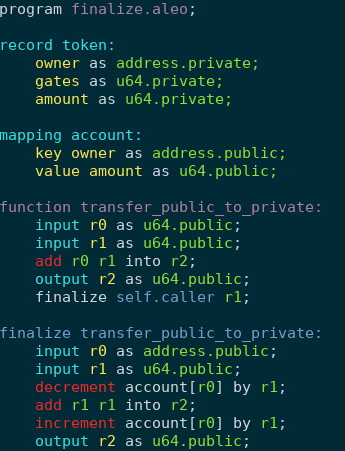 program finalize.aleo;
record token:
owner as address.private;
gates as u64.private;
amount as u64.private;
mapping account:
key owner as address.public;
value amount as u64.public;
function transfer_public_to_private:
input r0 as u64.public;
input r1 as u64.public;
add r0 r1 into r2;
output r2 as u64.public;
finalize self.caller r1;
finalize transfer_public_to_private:
input r0 as address.public;
input r1 as u64.public;
decrement account[r0] by r1;
add r1 r1 into r2;
increment account[r0] by r1;
output r2 as u64.public;